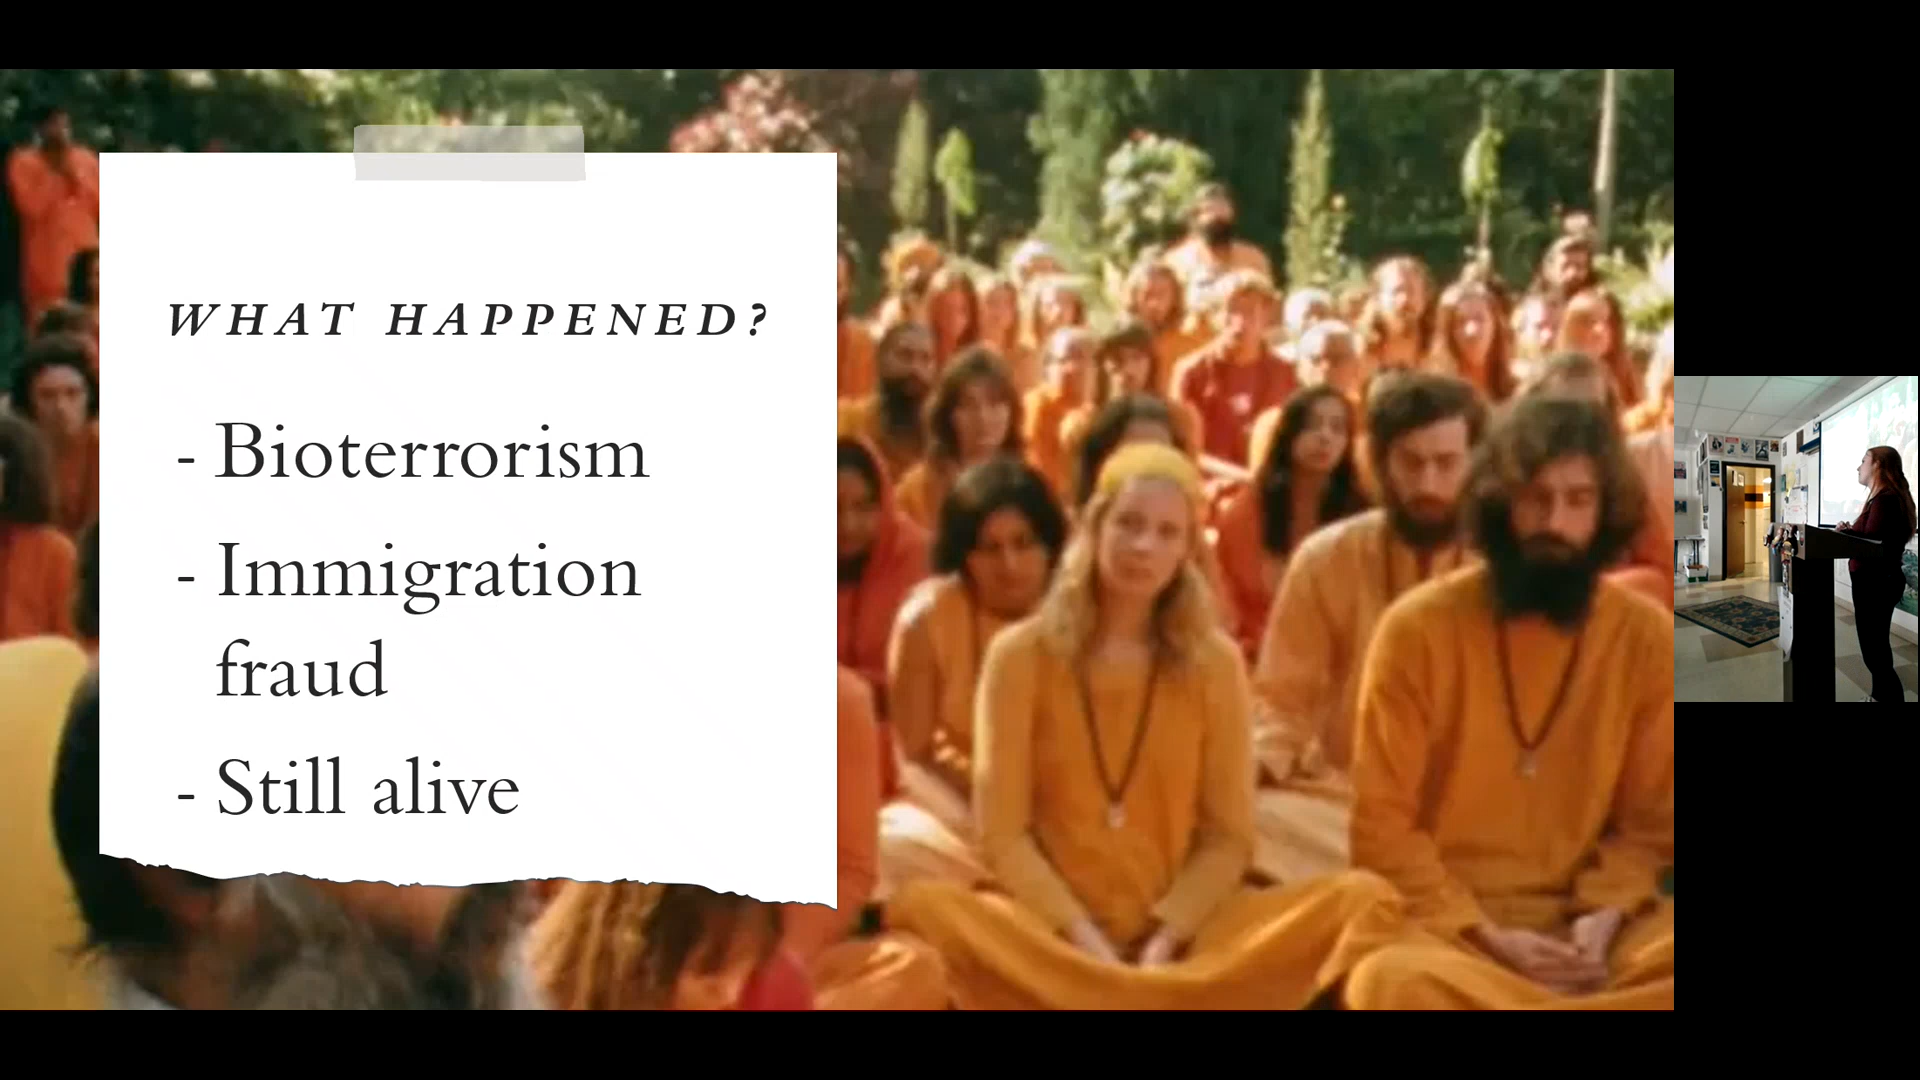 WHAT HAPPENED?
- Bioterrorism
- Immigration
fraud
- Still alive